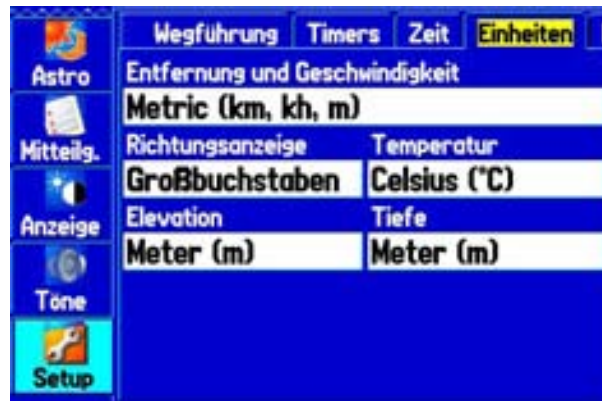 Wegführung Timers Zeit Einheiten
Astro
Mitteilg.
Anzeige
Töne
Setup
Entfernung und Geschwindigkeit
Metric (km, kh, m)
Richtungsanzeige Temperatur
Großbuchstaben Celsius (°C)
Elevation Tiefe
Meter (m) Meter (m)